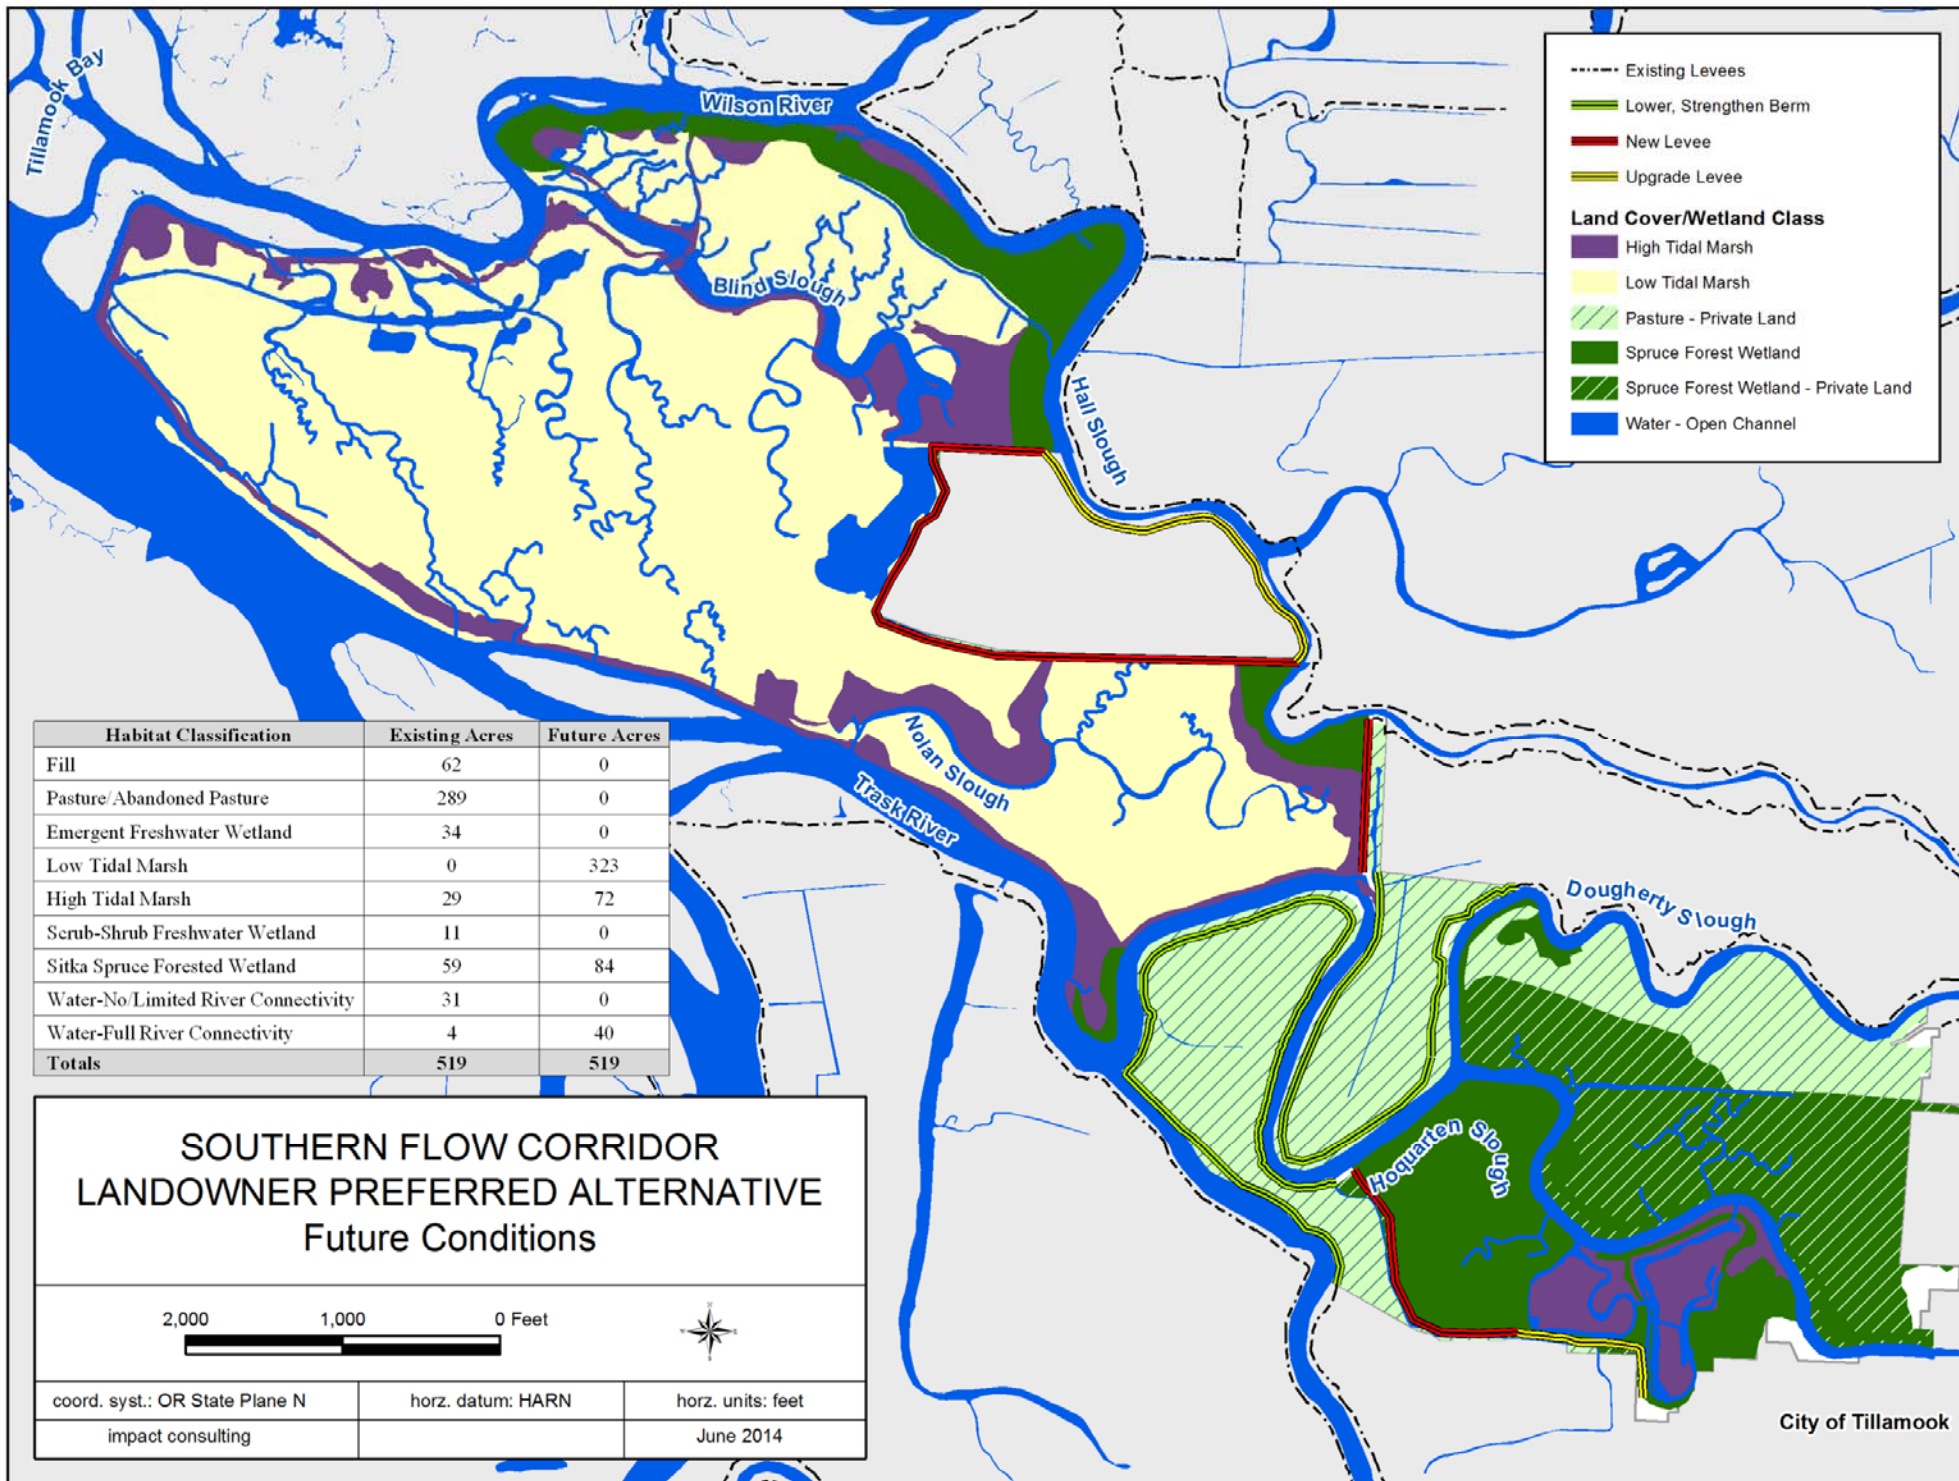 Tillamook Bay
Wilson River
Blind Slough
Hall Slough
Nolan Slough
Trask River
Dougherty Slough
Hoquarten Slough
City of Tillamook
Existing Levees
Lower, Strengthen Berm
New Levee
Upgrade Levee
Land Cover/Wetland Class
High Tidal Marsh
Low Tidal Marsh
Pasture - Private Land
Spruce Forest Wetland
Spruce Forest Wetland - Private Land
Water - Open Channel
Habitat Classification Existing Acres Future Acres
Fill 62 0
Pasture/Abandoned Pasture 289 0
Emergent Freshwater Wetland 34 0
Low Tidal Marsh 0 323
High Tidal Marsh 29 72
Scrub-Shrub Freshwater Wetland 11 0
Sitka Spruce Forested Wetland 59 84
Water-No/Limited River Connectivity 31 0
Water-Full River Connectivity 4 40
Totals 519 519
SOUTHERN FLOW CORRIDOR
LANDOWNER PREFERRED ALTERNATIVE
Future Conditions
2,000 1,000 0 Feet
coord. syst.: OR State Plane N horz. datum: HARN horz. units: feet
impact consulting June 2014